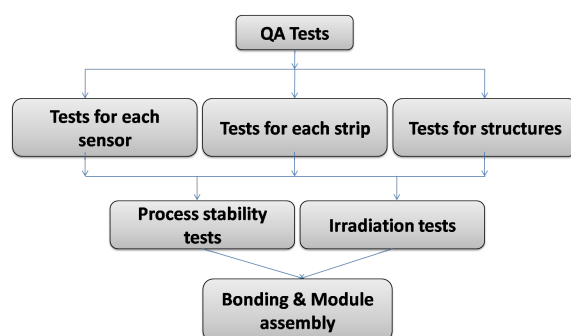 QA Tests
Tests for each
sensor
Tests for each strip
Tests for structures
Process stability
tests
Irradiation tests
Bonding & Module
assembly